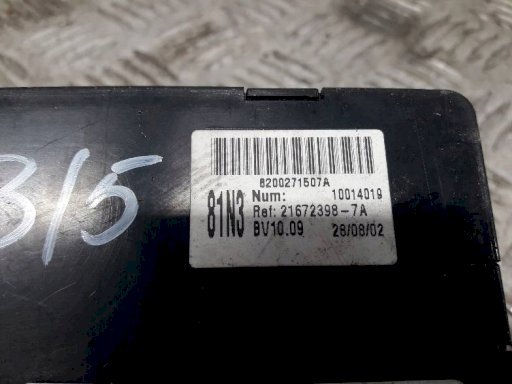 315
8200271507A
81N3
Num: 10014019
Ref: 21672398-7A
BV10.09 28/08/02